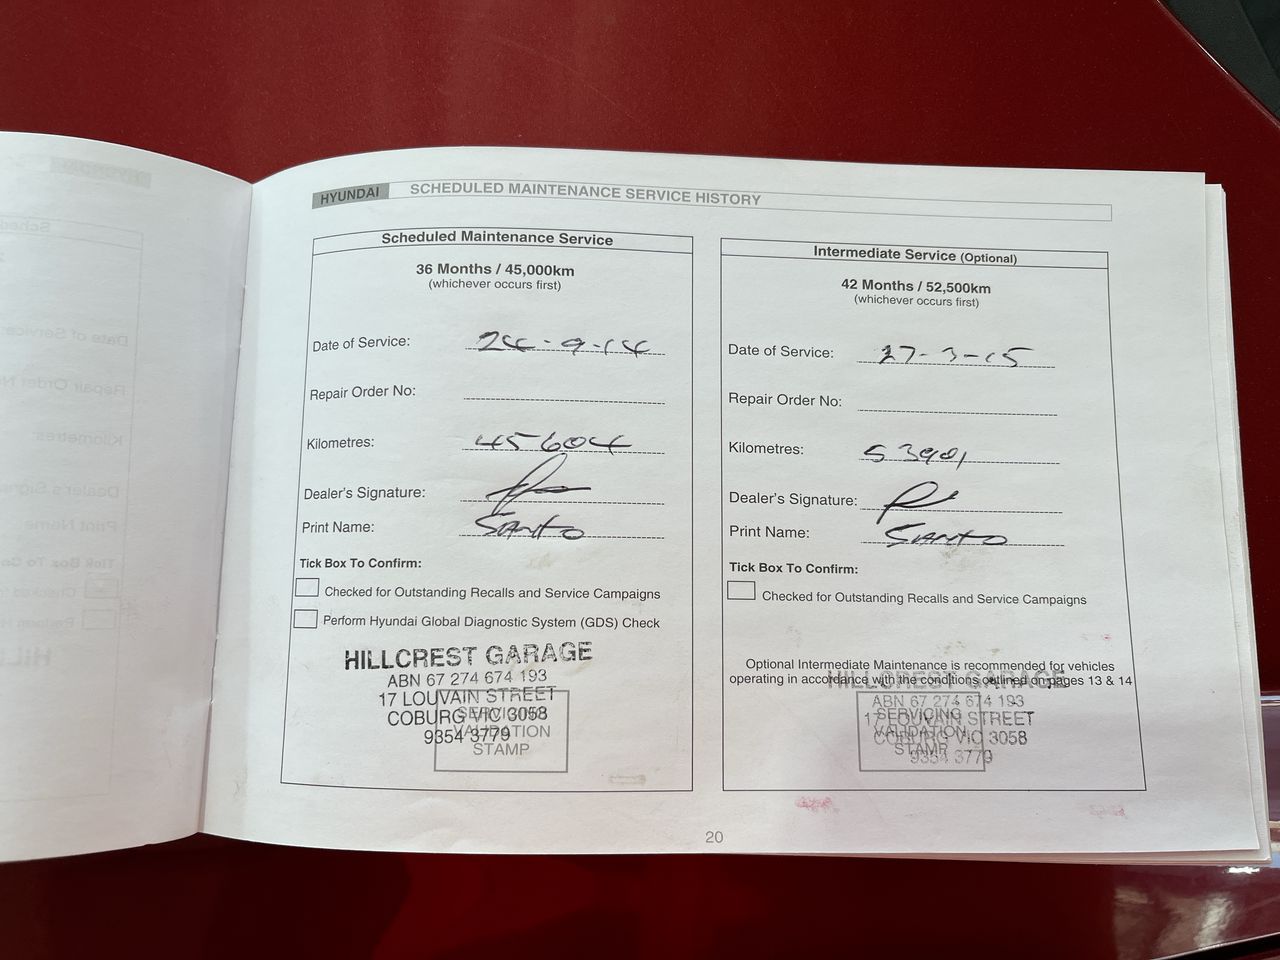 HYUNDAI SCHEDULED MAINTENANCE SERVICE HISTORY
Scheduled Maintenance Service
36 Months / 45,000km
(whichever occurs first)
Date of Service: 24-9-14
Repair Order No:
Kilometres: 45604
Dealer's Signature:
Print Name: SANTO
Tick Box To Confirm:
Checked for Outstanding Recalls and Service Campaigns
Perform Hyundai Global Diagnostic System (GDS) Check
HILLCREST GARAGE
ABN 67 274 674 193
17 LOUVAIN STREET
COBURG VIC 3058
9354 3779
SERVICING
VALIDATION
STAMP
Intermediate Service (Optional)
42 Months / 52,500km
(whichever occurs first)
Date of Service: 27-3-15
Repair Order No:
Kilometres: 53901
Dealer's Signature:
Print Name: SANTO
Tick Box To Confirm:
Checked for Outstanding Recalls and Service Campaigns
Optional Intermediate Maintenance is recommended for vehicles
operating in accordance with the conditions outlined on pages 13 & 14
HILLCREST GARAGE
ABN 67 274 674 193
17 LOUVAIN STREET
COBURG VIC 3058
9354 3779
SERVICING
VALIDATION
STAMP
20